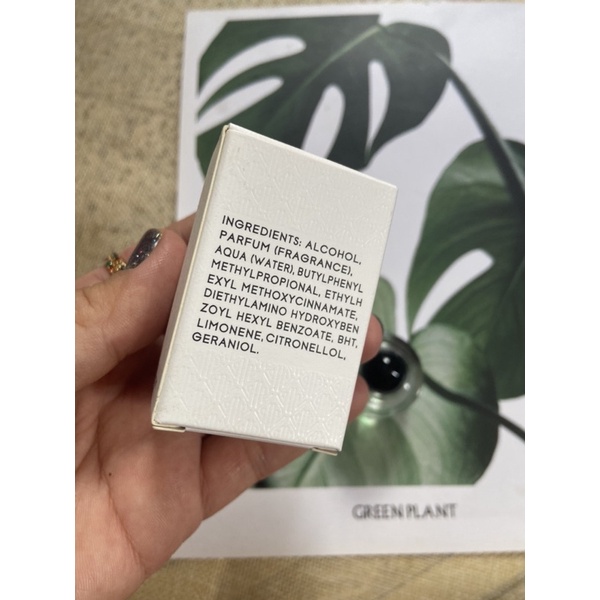 INGREDIENTS: ALCOHOL,
PARFUM (FRAGRANCE),
AQUA (WATER), BUTYLPHENYL
METHYLPROPIONAL, ETHYLH
EXYL METHOXYCINNAMATE,
DIETHYLAMINO HYDROXYBEN
ZOYL HEXYL BENZOATE, BHT,
LIMONENE, CITRONELLOL,
GERANIOL.
GREEN PLANT